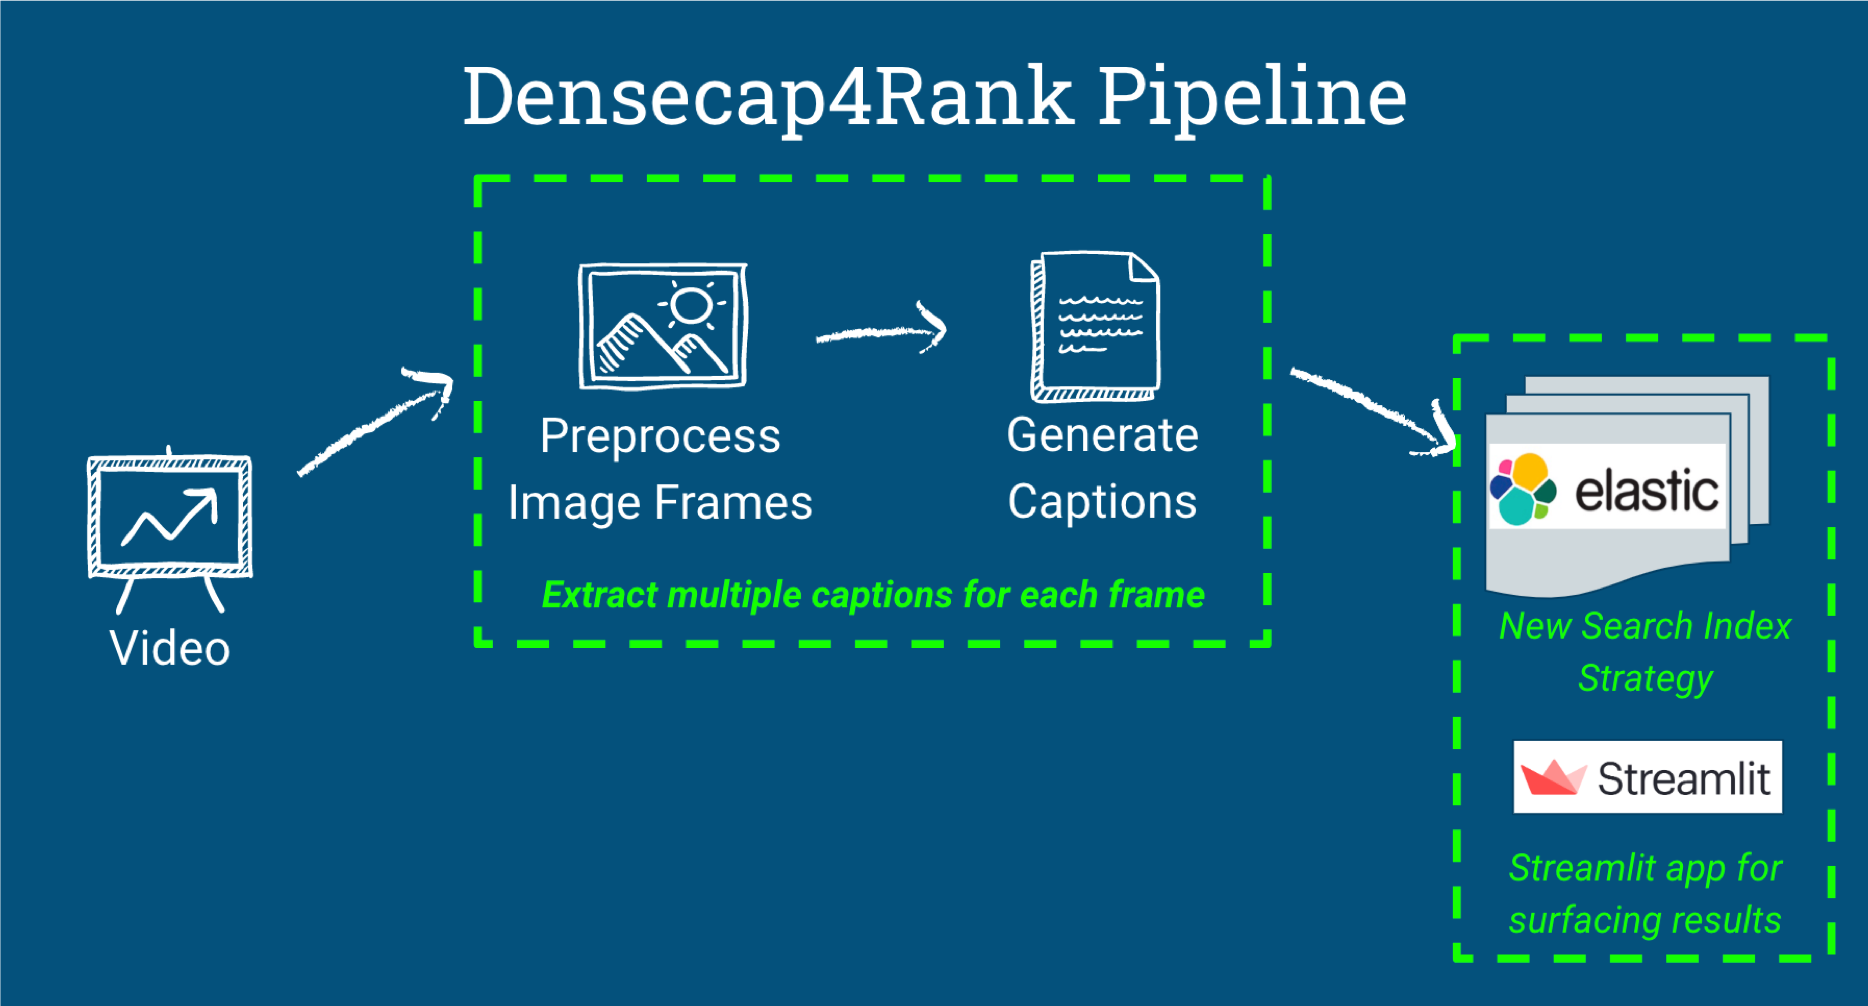 Densecap4Rank Pipeline
Video
Preprocess
Image Frames
Generate
Captions
Extract multiple captions for each frame
elastic
New Search Index
Strategy
Streamlit
Streamlit app for
surfacing results